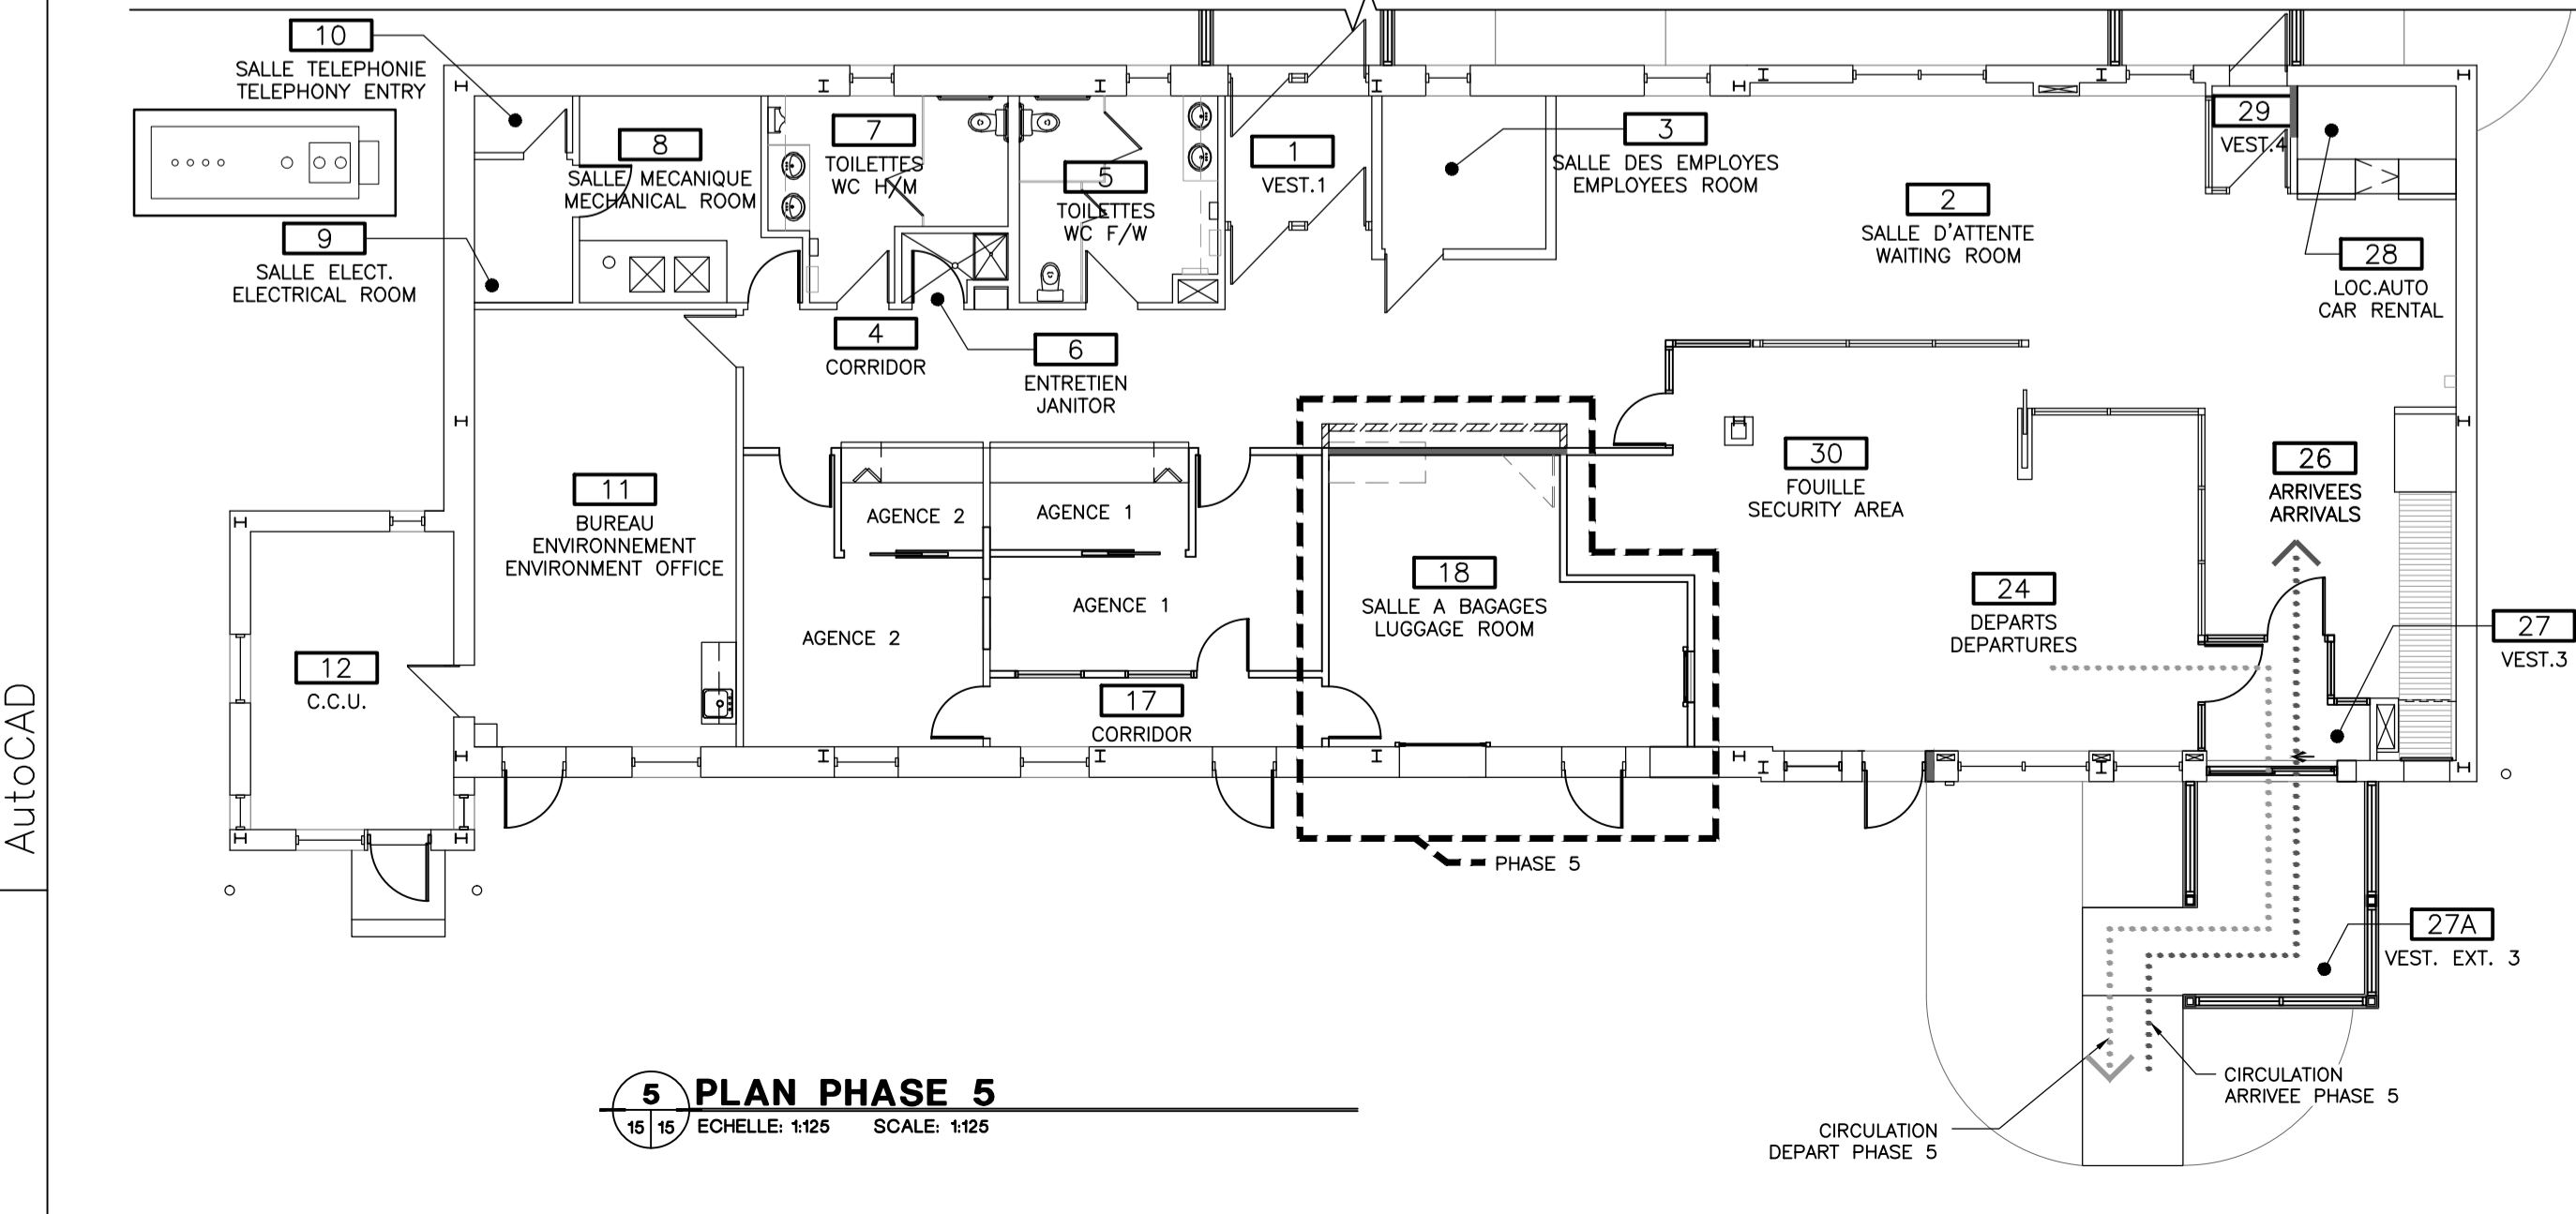 10
SALLE TELEPHONIE
TELEPHONY ENTRY
8
SALLE MECANIQUE
MECHANICAL ROOM
7
TOILETTES
WC H/M
5
TOILETTES
WC F/W
1
VEST.1
3
SALLE DES EMPLOYES
EMPLOYEES ROOM
2
SALLE D'ATTENTE
WAITING ROOM
29
VEST.4
28
LOC.AUTO
CAR RENTAL
9
SALLE ELECT.
ELECTRICAL ROOM
4
CORRIDOR
6
ENTRETIEN
JANITOR
11
BUREAU
ENVIRONNEMENT
ENVIRONMENT OFFICE
AGENCE 2
AGENCE 1
AGENCE 2
AGENCE 1
18
SALLE A BAGAGES
LUGGAGE ROOM
30
FOUILLE
SECURITY AREA
26
ARRIVEES
ARRIVALS
24
DEPARTS
DEPARTURES
27
VEST.3
12
C.C.U.
17
CORRIDOR
PHASE 5
27A
VEST. EXT. 3
CIRCULATION
ARRIVEE PHASE 5
CIRCULATION
DEPART PHASE 5
5
15 15
PLAN PHASE 5
ECHELLE: 1:125 SCALE: 1:125
AutoCAD